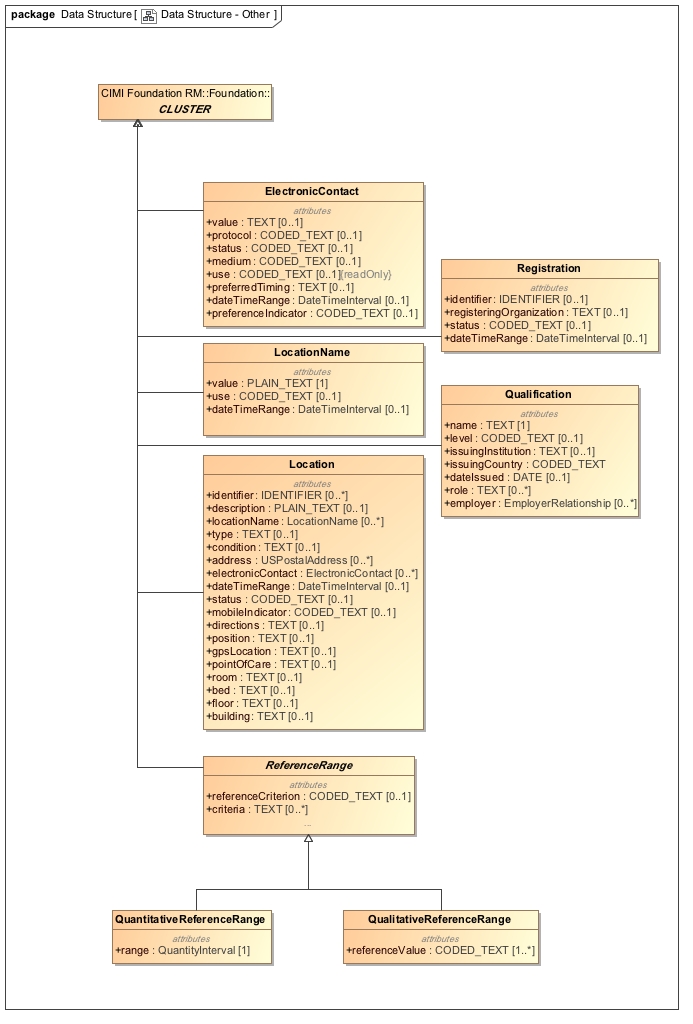 package Data Structure [ Data Structure - Other ]
CIMI Foundation RM::Foundation::
CLUSTER
ElectronicContact
attributes
+value : TEXT [0..1]
+protocol : CODED_TEXT [0..1]
+status : CODED_TEXT [0..1]
+medium : CODED_TEXT [0..1]
+use : CODED_TEXT [0..1]{readOnly}
+preferredTiming : TEXT [0..1]
+dateTimeRange : DateTimeInterval [0..1]
+preferenceIndicator : CODED_TEXT [0..1]
Registration
attributes
+identifier : IDENTIFIER [0..1]
+registeringOrganization : TEXT [0..1]
+status : CODED_TEXT [0..1]
+dateTimeRange : DateTimeInterval [0..1]
LocationName
attributes
+value : PLAIN_TEXT [1]
+use : CODED_TEXT [0..1]
+dateTimeRange : DateTimeInterval [0..1]
Qualification
attributes
+name : TEXT [1]
+level : CODED_TEXT [0..1]
+issuingInstitution : TEXT [0..1]
+issuingCountry : CODED_TEXT
+dateIssued : DATE [0..1]
+role : TEXT [0..*]
+employer : EmployerRelationship [0..*]
Location
attributes
+identifier : IDENTIFIER [0..*]
+description : PLAIN_TEXT [0..1]
+locationName : LocationName [0..*]
+type : TEXT [0..1]
+condition : TEXT [0..1]
+address : USPostalAddress [0..*]
+electronicContact : ElectronicContact [0..*]
+dateTimeRange : DateTimeInterval [0..1]
+status : CODED_TEXT [0..1]
+mobileIndicator : CODED_TEXT [0..1]
+directions : TEXT [0..1]
+position : TEXT [0..1]
+gpsLocation : TEXT [0..1]
+pointOfCare : TEXT [0..1]
+room : TEXT [0..1]
+bed : TEXT [0..1]
+floor : TEXT [0..1]
+building : TEXT [0..1]
ReferenceRange
attributes
+referenceCriterion : CODED_TEXT [0..1]
+criteria : TEXT [0..*]
...
QuantitativeReferenceRange
attributes
+range : QuantityInterval [1]
QualitativeReferenceRange
attributes
+referenceValue : CODED_TEXT [1..*]